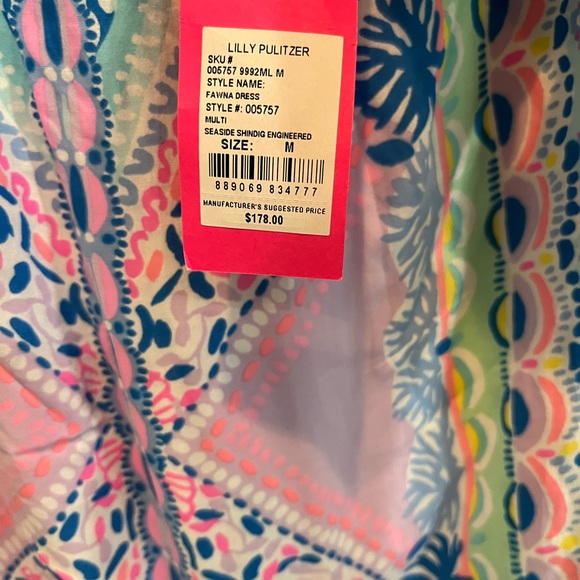 LILLY PULITZER
SKU #
005757 9992ML M
STYLE NAME:
FAWNA DRESS
STYLE #: 005757
MULTI
SEASIDE SHINDIG ENGINEERED
SIZE: M
889069 834777
MANUFACTURER'S SUGGESTED PRICE
$178.00